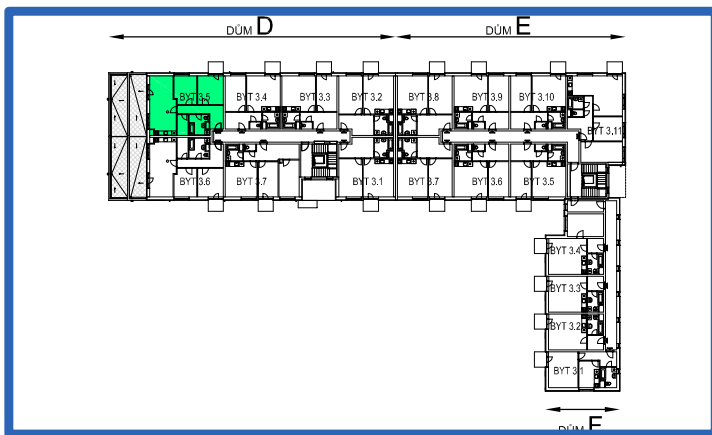 DŮM D DŮM E
BYT 3.5 BYT 3.4 BYT 3.3 BYT 3.2 BYT 3.8 BYT 3.9 BYT 3.10
BYT 3.11
BYT 3.6 BYT 3.7 BYT 3.1 BYT 3.7 BYT 3.6 BYT 3.5
BYT 3.4
BYT 3.3
BYT 3.2
BYT 3.1